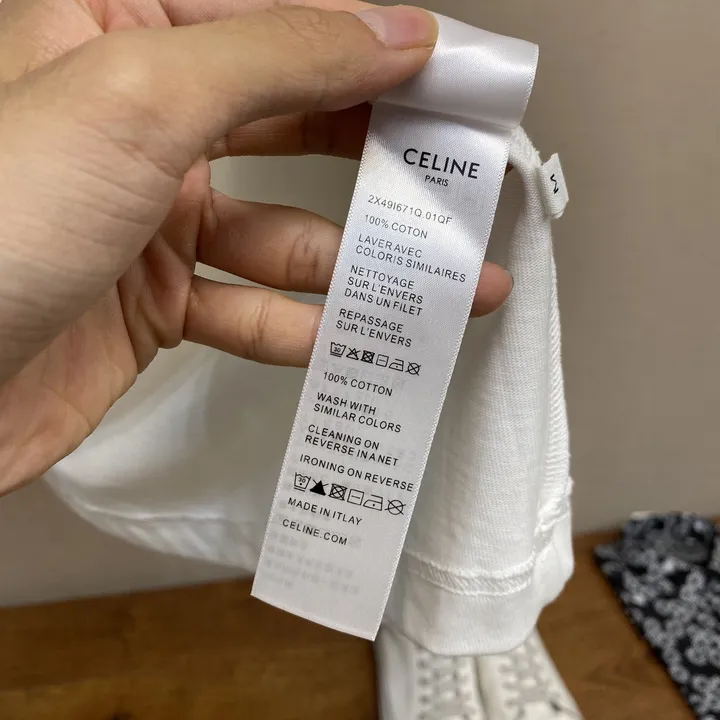 CELINE
PARIS
2X49I671Q.01QF
100% COTON
LAVER AVEC
COLORIS SIMILAIRES
NETTOYAGE
SUR L'ENVERS
DANS UN FILET
REPASSAGE
SUR L'ENVERS
30
100% COTTON
WASH WITH
SIMILAR COLORS
CLEANING ON
REVERSE IN A NET
IRONING ON REVERSE
30
MADE IN ITLAY
CELINE.COM
M